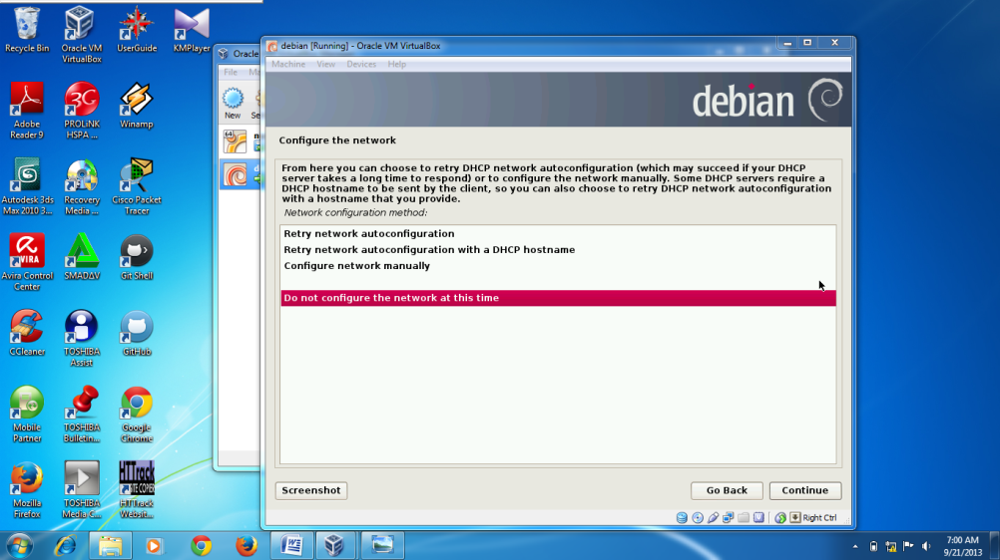 Recycle Bin
Oracle VM
VirtualBox
UserGuide
KMPlayer
Adobe
Reader 9
PROLiNK
HSPA ...
Winamp
Autodesk 3ds
Max 2010 3...
Recovery
Media ...
Cisco Packet
Tracer
Avira Control
Center
SMADΔV
Git Shell
CCleaner
TOSHIBA
Assist
GitHub
Mobile
Partner
TOSHIBA
Bulletin...
Google
Chrome
Mozilla
Firefox
TOSHIBA
Media C...
HTTrack
Websit...
Oracle
File
New
debian [Running] - Oracle VM VirtualBox
Machine View Devices Help
debian
Configure the network
From here you can choose to retry DHCP network autoconfiguration (which may succeed if your DHCP
server takes a long time to respond) or to configure the network manually. Some DHCP servers require a
DHCP hostname to be sent by the client, so you can also choose to retry DHCP network autoconfiguration
with a hostname that you provide.
Network configuration method:
Retry network autoconfiguration
Retry network autoconfiguration with a DHCP hostname
Configure network manually
Do not configure the network at this time
Screenshot
Go Back
Continue
Right Ctrl
7:00 AM
9/21/2013